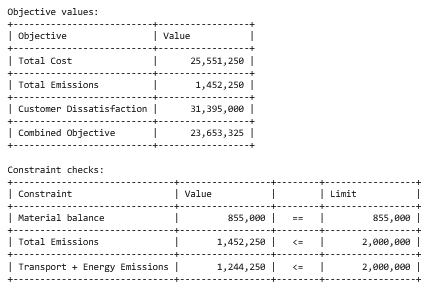 Objective values:
+----------------------+-----------------+
| Objective | Value |
+----------------------+-----------------+
| Total Cost | 25,551,250 |
+----------------------+-----------------+
| Total Emissions | 1,452,250 |
+----------------------+-----------------+
| Customer Dissatisfaction | 31,395,000 |
+----------------------+-----------------+
| Combined Objective | 23,653,325 |
+----------------------+-----------------+
Constraint checks:
+----------------------+-----------------+-------+-----------------+
| Constraint | Value | | Limit |
+----------------------+-----------------+-------+-----------------+
| Material balance | 855,000 | == | 855,000 |
+----------------------+-----------------+-------+-----------------+
| Total Emissions | 1,452,250 | <= | 2,000,000 |
+----------------------+-----------------+-------+-----------------+
| Transport + Energy Emissions | 1,244,250 | <= | 2,000,000 |
+----------------------+-----------------+-------+-----------------+